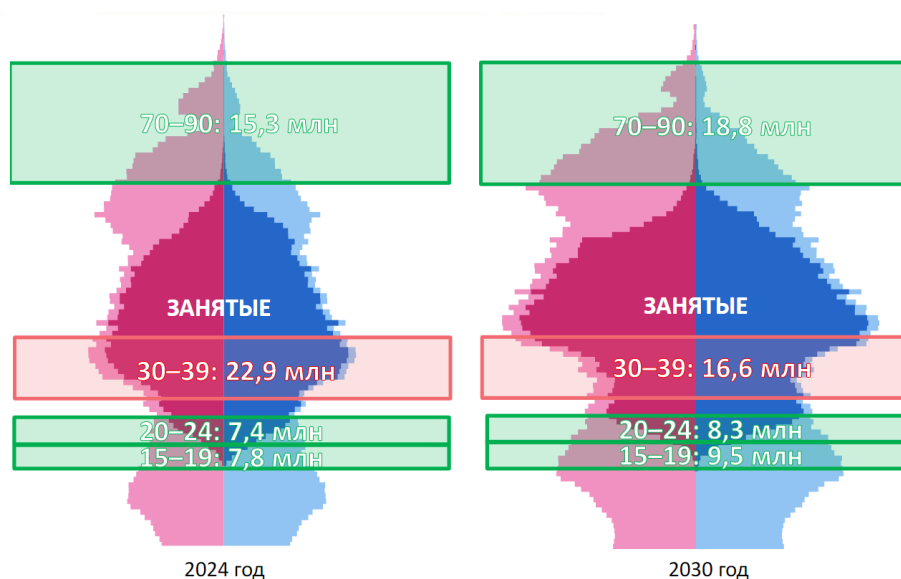 70–90: 15,3 млн
ЗАНЯТЫЕ
30–39: 22,9 млн
20–24: 7,4 млн
15–19: 7,8 млн
2024 год
70–90: 18,8 млн
ЗАНЯТЫЕ
30–39: 16,6 млн
20–24: 8,3 млн
15–19: 9,5 млн
2030 год